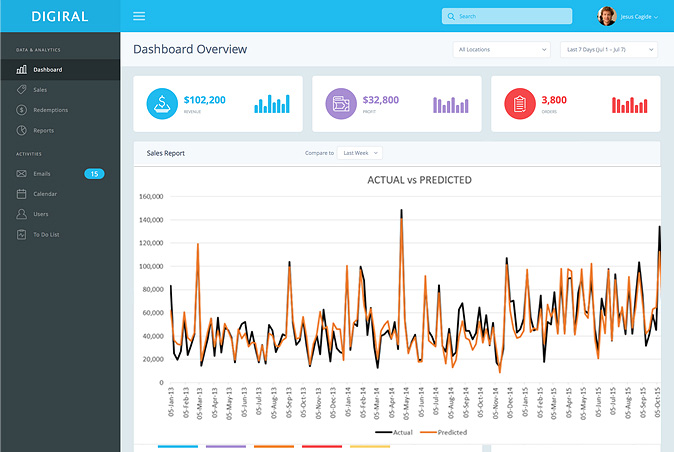 DIGIRAL
Search
Jesus Cagide
DATA & ANALYTICS
Dashboard
Sales
Redemptions
Reports
ACTIVITIES
Emails 15
Calendar
Users
To Do List
Dashboard Overview
All Locations
Last 7 Days (Jul 1 – Jul 7)
$102,200
REVENUE
$32,800
PROFIT
3,800
ORDERS
Sales Report
Compare to Last Week
ACTUAL vs PREDICTED
160,000
140,000
120,000
100,000
80,000
60,000
40,000
20,000
0
05-Jan-13
05-Feb-13
05-Mar-13
05-Apr-13
05-May-13
05-Jun-13
05-Jul-13
05-Aug-13
05-Sep-13
05-Oct-13
05-Nov-13
05-Dec-13
05-Jan-14
05-Feb-14
05-Mar-14
05-Apr-14
05-May-14
05-Jun-14
05-Jul-14
05-Aug-14
05-Sep-14
05-Oct-14
05-Nov-14
05-Dec-14
05-Jan-15
05-Feb-15
05-Mar-15
05-Apr-15
05-May-15
05-Jun-15
05-Jul-15
05-Aug-15
05-Sep-15
05-Oct-15
Actual Predicted